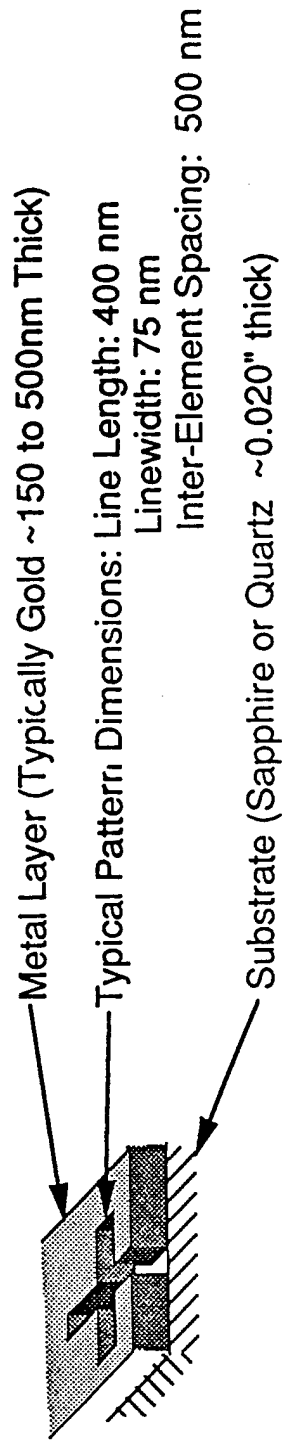 Metal Layer (Typically Gold ~150 to 500nm Thick)
Typical Pattern Dimensions: Line Length: 400 nm
Linewidth: 75 nm
Inter-Element Spacing: 500 nm
Substrate (Sapphire or Quartz ~0.020" thick)